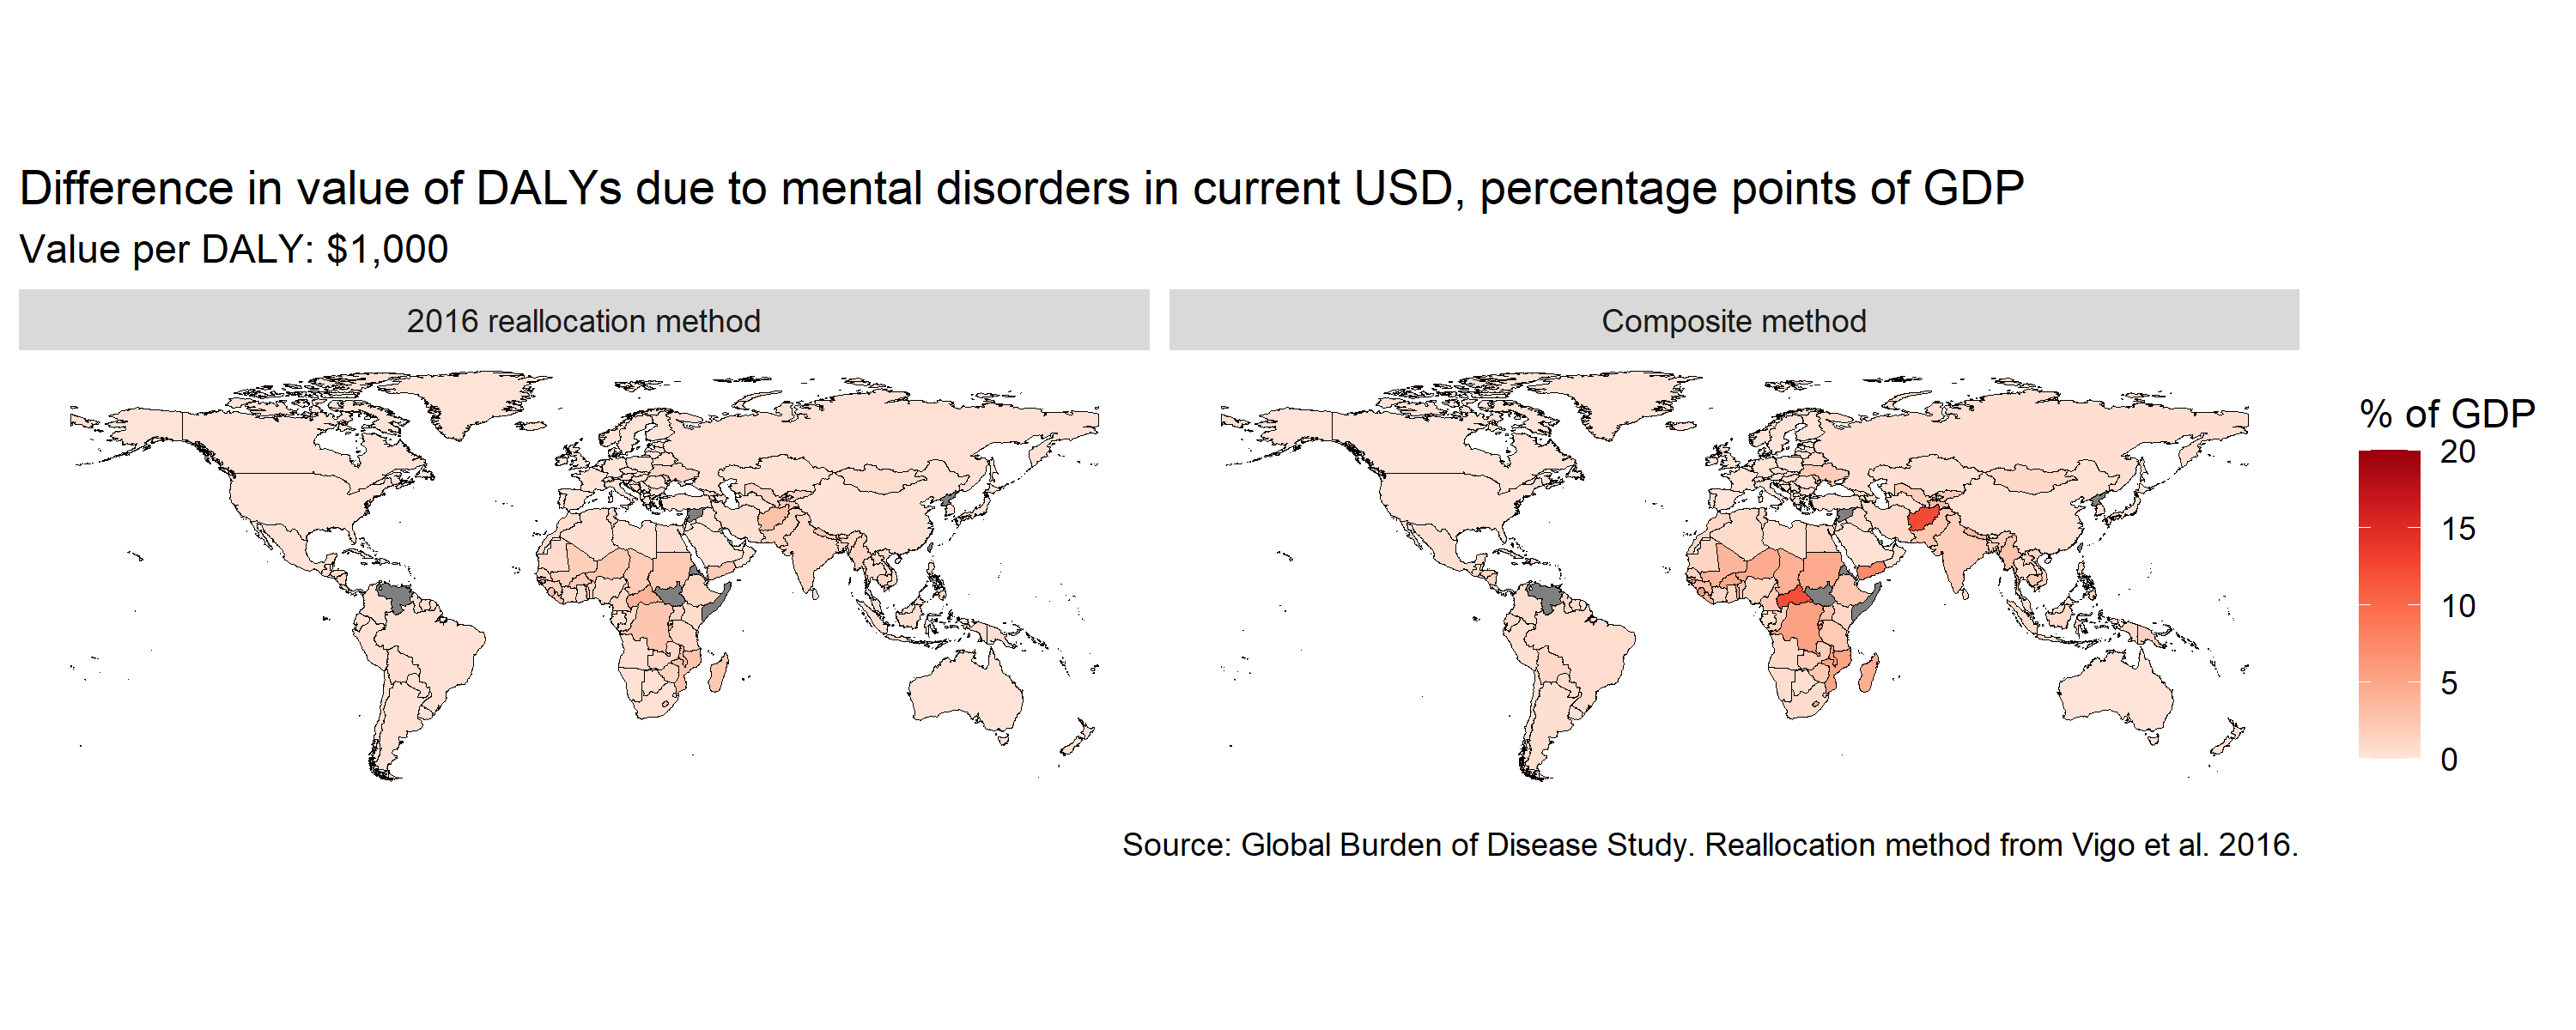 Difference in value of DALYs due to mental disorders in current USD, percentage points of GDP
Value per DALY: $1,000
2016 reallocation method
Composite method
% of GDP
20
15
10
5
0
Source: Global Burden of Disease Study. Reallocation method from Vigo et al. 2016.